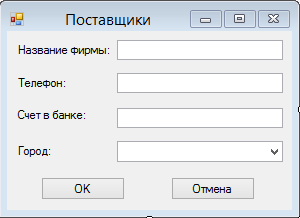 Поставщики
Название фирмы:
Телефон:
Счет в банке:
Город:
OK
Отмена